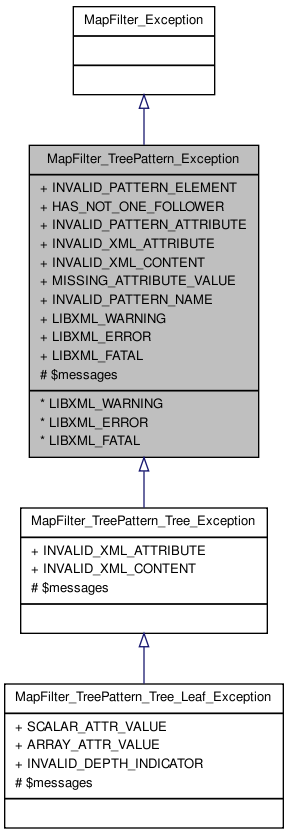 MapFilter_Exception
MapFilter_TreePattern_Exception
+ INVALID_PATTERN_ELEMENT
+ HAS_NOT_ONE_FOLLOWER
+ INVALID_PATTERN_ATTRIBUTE
+ INVALID_XML_ATTRIBUTE
+ INVALID_XML_CONTENT
+ MISSING_ATTRIBUTE_VALUE
+ INVALID_PATTERN_NAME
+ LIBXML_WARNING
+ LIBXML_ERROR
+ LIBXML_FATAL
# $messages
* LIBXML_WARNING
* LIBXML_ERROR
* LIBXML_FATAL
MapFilter_TreePattern_Tree_Exception
+ INVALID_XML_ATTRIBUTE
+ INVALID_XML_CONTENT
# $messages
MapFilter_TreePattern_Tree_Leaf_Exception
+ SCALAR_ATTR_VALUE
+ ARRAY_ATTR_VALUE
+ INVALID_DEPTH_INDICATOR
# $messages